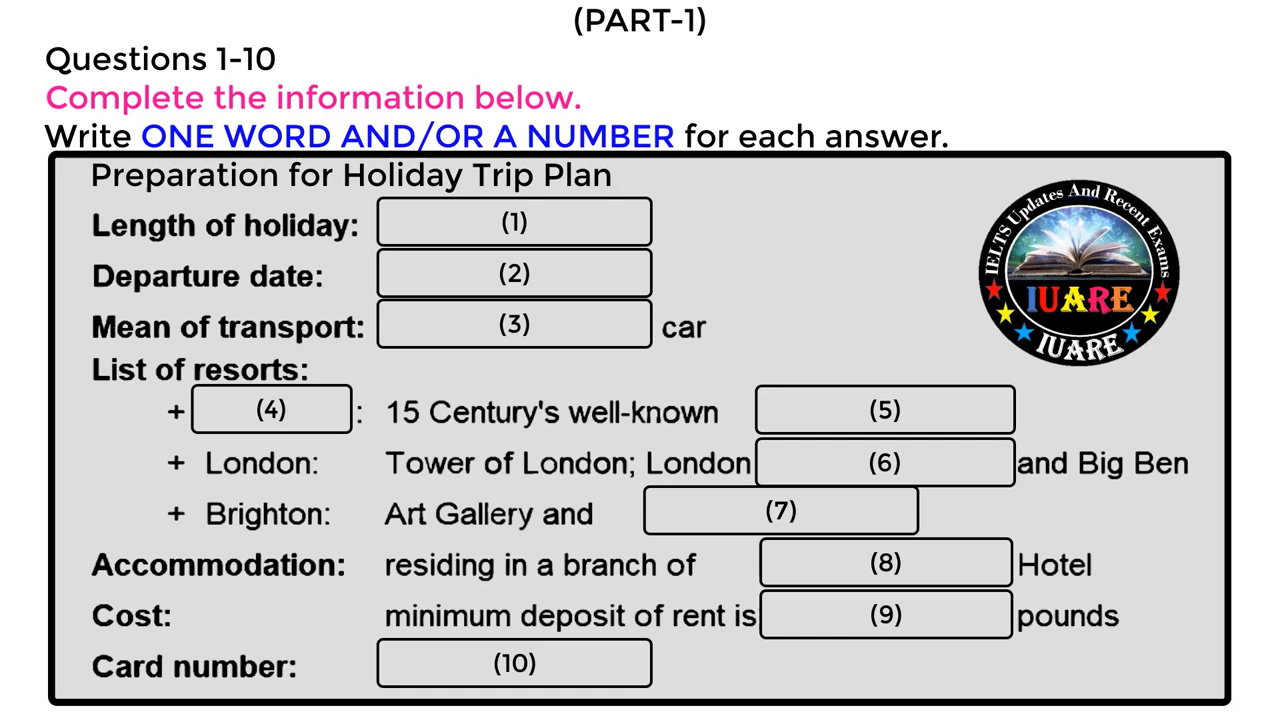 (PART-1)
Questions 1-10
Complete the information below.
Write ONE WORD AND/OR A NUMBER for each answer.
Preparation for Holiday Trip Plan
Length of holiday: (1)
Departure date: (2)
Mean of transport: (3) car
List of resorts:
+ (4) : 15 Century's well-known (5)
+ London: Tower of London; London (6) and Big Ben
+ Brighton: Art Gallery and (7)
Accommodation: residing in a branch of (8) Hotel
Cost: minimum deposit of rent is (9) pounds
Card number: (10)
IELTS Updates And Recent Exams
IUARE
IUARE